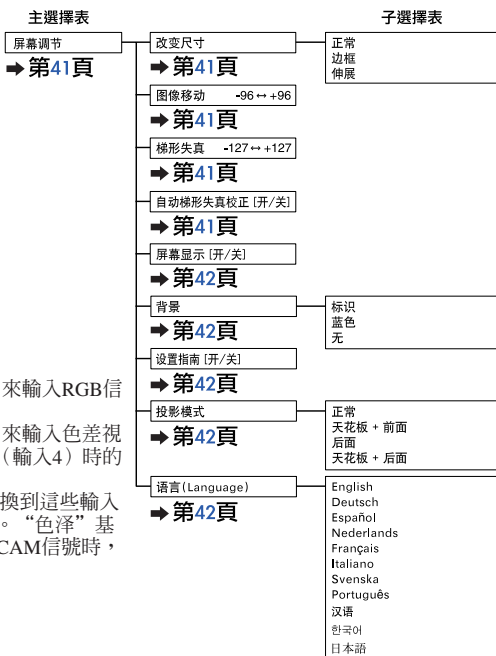 主選擇表
子選擇表
屏幕调节
➡ 第41頁
改变尺寸
➡ 第41頁
正常
边框
伸展
图像移动 -96 ↔ +96
➡ 第41頁
梯形失真 -127 ↔ +127
➡ 第41頁
自动梯形失真校正 [开/关]
➡ 第41頁
屏幕显示 [开/关]
➡ 第42頁
背景
➡ 第42頁
标识
蓝色
无
设置指南 [开/关]
➡ 第42頁
投影模式
➡ 第42頁
正常
天花板 + 前面
后面
天花板 + 后面
语言(Language)
➡ 第42頁
English
Deutsch
Español
Nederlands
Français
Italiano
Svenska
Português
汉语
한국어
日本語
來輸入RGB信
來輸入色差視
（輸入4）時的
換到這些輸入
。“色泽”基
CAM信號時，